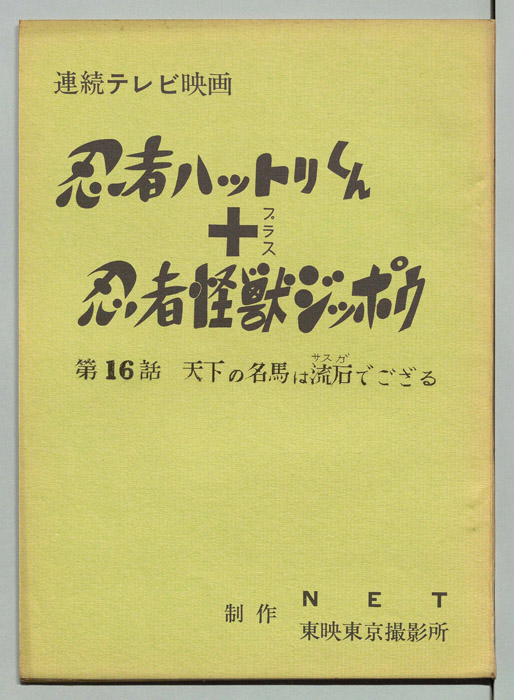 連続テレビ映画
忍者ハットリくん
＋プラス
忍者怪獣ジッポウ
第16話 天下の名馬は流石サスガでござる
制作 NET
東映東京撮影所